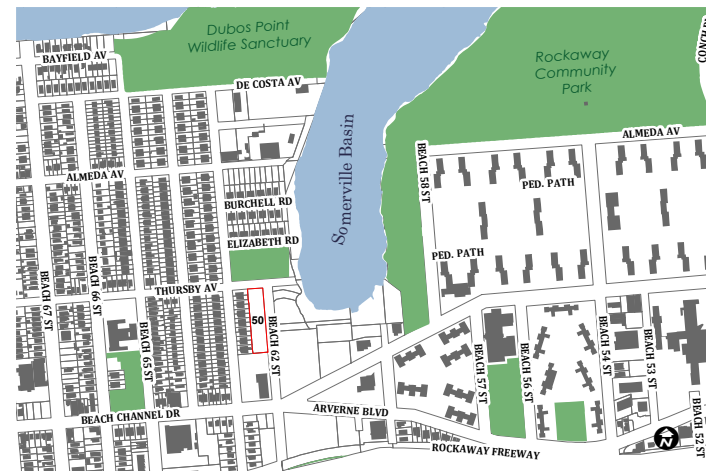 Dubos Point
Wildlife Sanctuary
BAYFIELD AV
DE COSTA AV
Rockaway
Community
Park
ALMEDA AV
ALMEDA AV
BEACH 58 ST
PED. PATH
BURCHELL RD
Somerville Basin
ELIZABETH RD
PED. PATH
BEACH 67 ST
BEACH 66 ST
THURSBY AV
50
BEACH 65 ST
BEACH 62 ST
BEACH 57 ST
BEACH 56 ST
BEACH 54 ST
BEACH 53 ST
BEACH 52 ST
BEACH CHANNEL DR
ARVERNE BLVD
ROCKAWAY FREEWAY
N